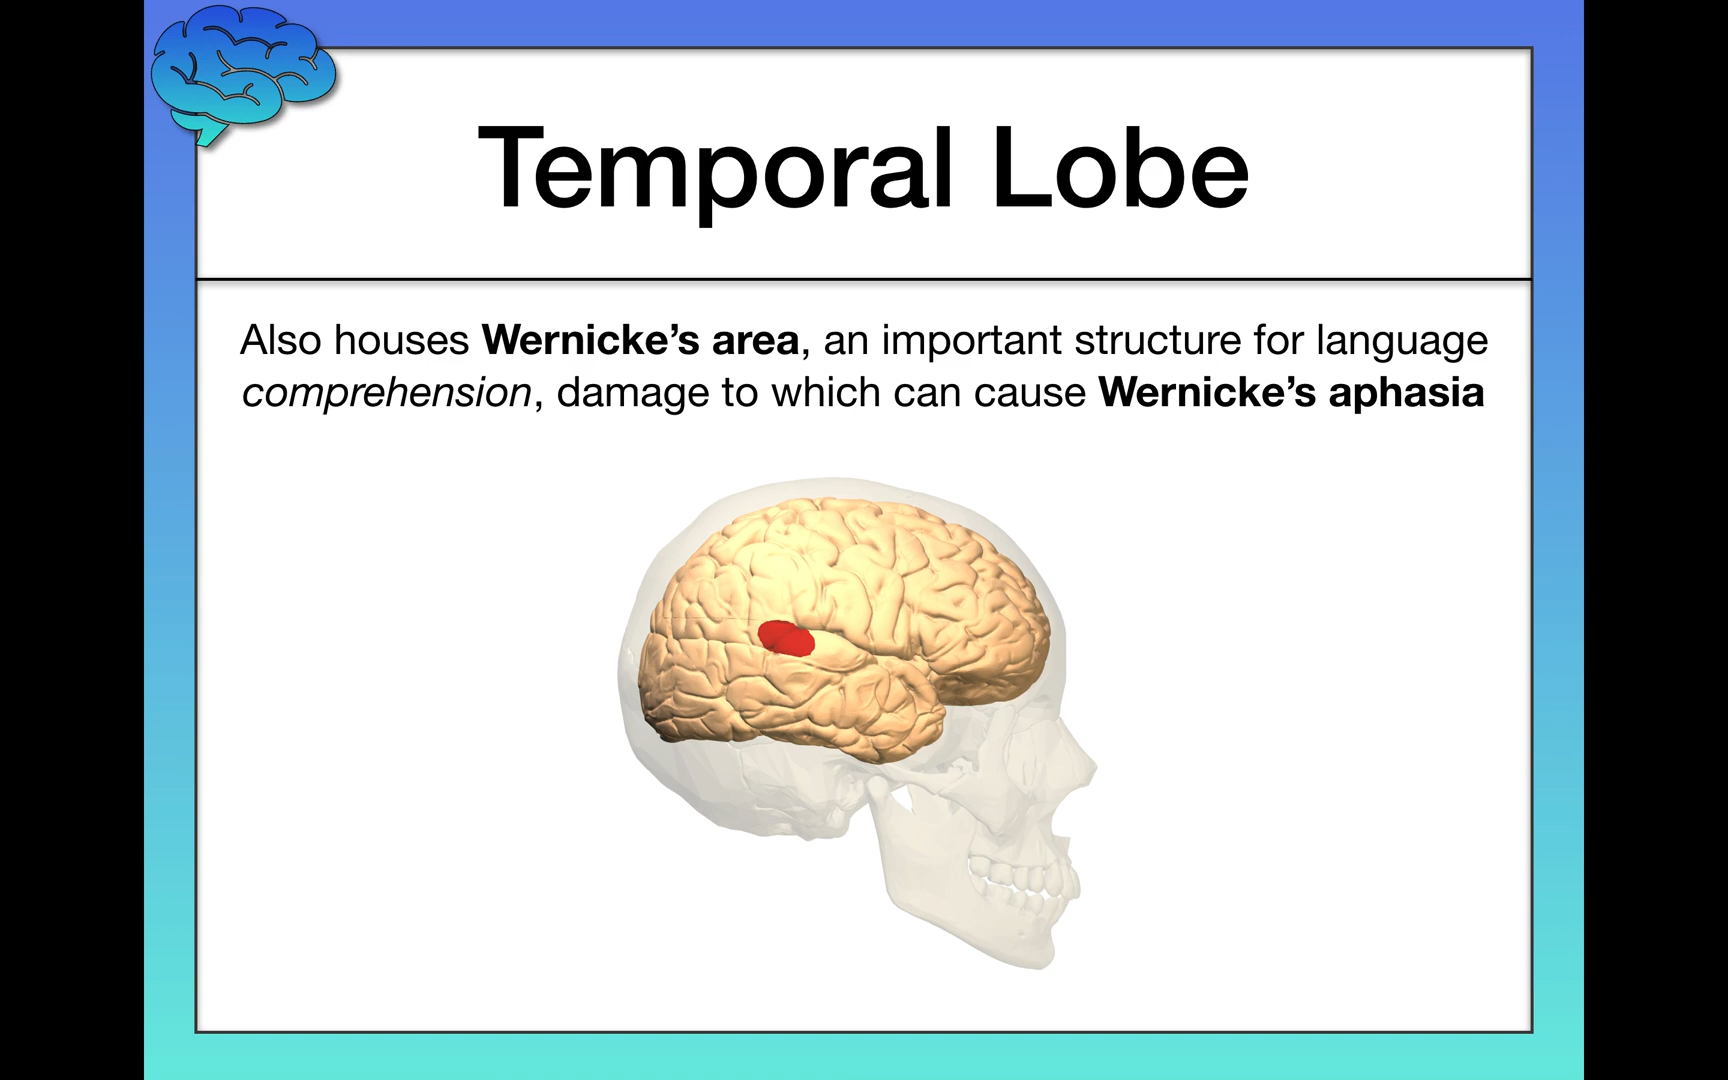 Temporal Lobe
Also houses Wernicke’s area, an important structure for language
comprehension, damage to which can cause Wernicke’s aphasia